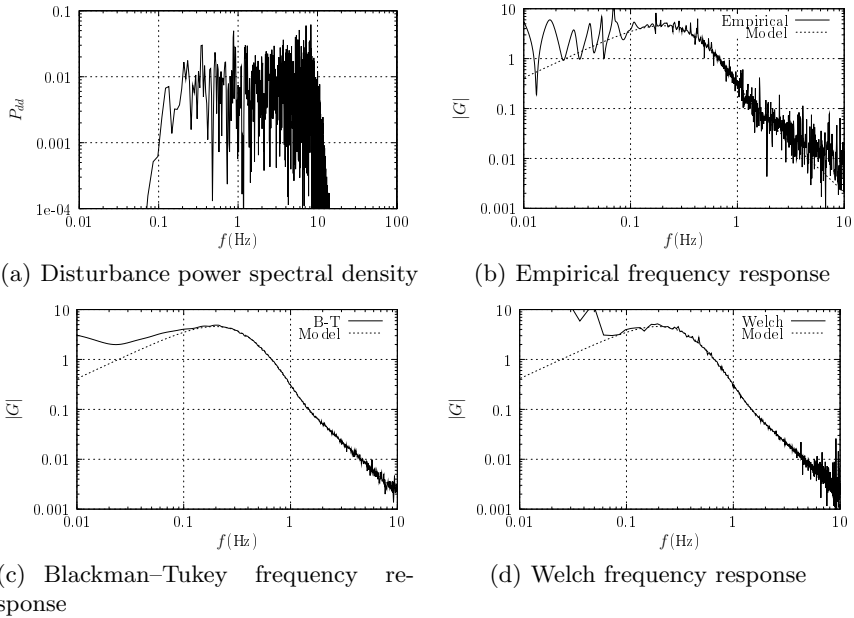 0.1
0.01
0.001
1e-04
P_dd
0.01 0.1 1 10 100
f(Hz)
(a) Disturbance power spectral density
10
1
0.1
0.01
0.001
|G|
Empirical
Model
0.01 0.1 1 10
f(Hz)
(b) Empirical frequency response
10
1
0.1
0.01
0.001
|G|
B-T
Model
0.01 0.1 1 10
f(Hz)
(c) Blackman–Tukey frequency re-
sponse
10
1
0.1
0.01
0.001
|G|
Welch
Model
0.01 0.1 1 10
f(Hz)
(d) Welch frequency response